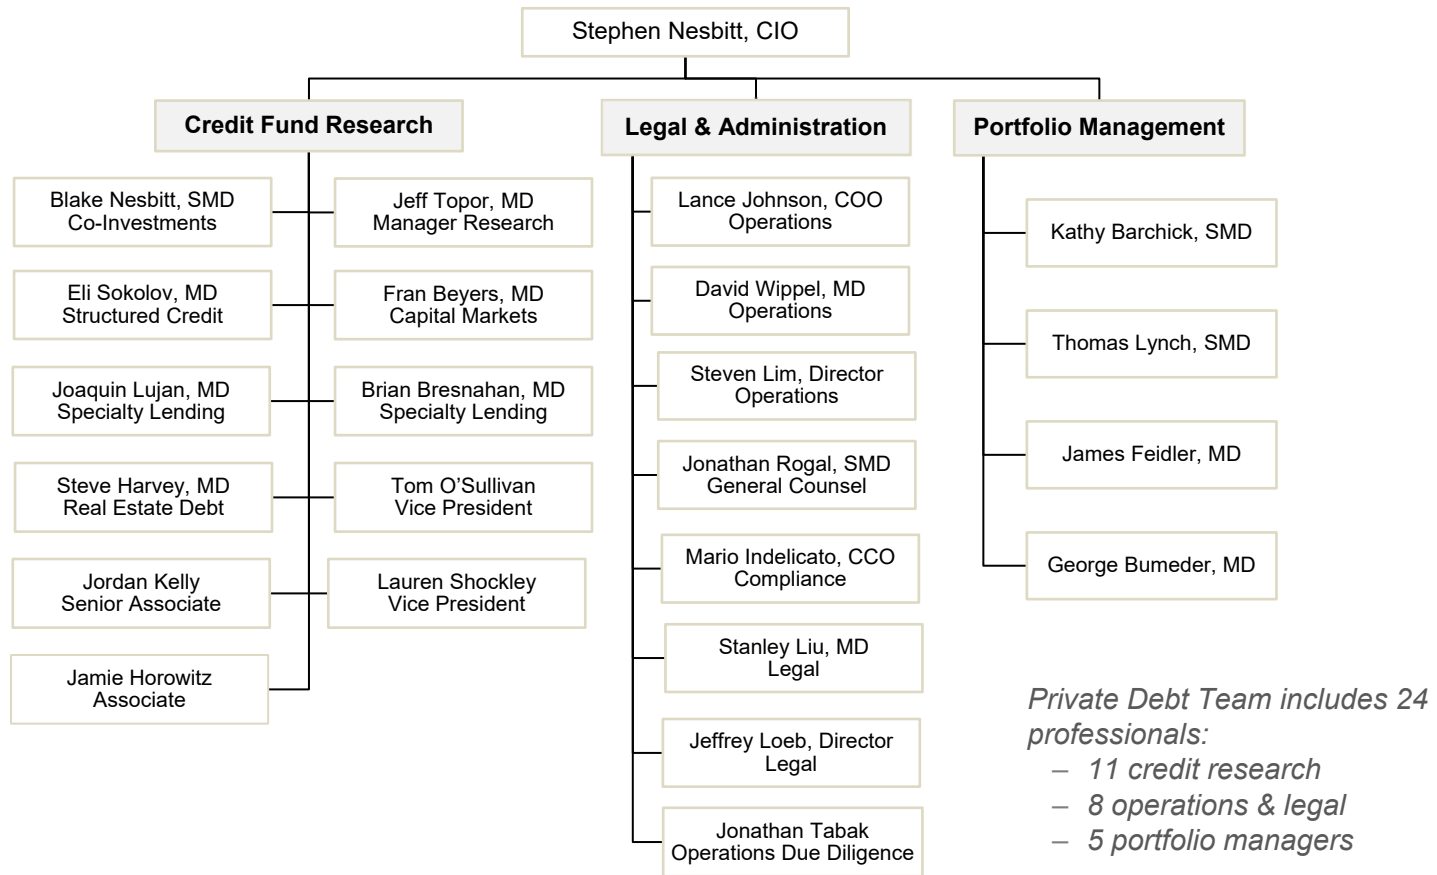 Stephen Nesbitt, CIO
Credit Fund Research
Blake Nesbitt, SMD
Co-Investments
Jeff Topor, MD
Manager Research
Eli Sokolov, MD
Structured Credit
Fran Beyers, MD
Capital Markets
Joaquin Lujan, MD
Specialty Lending
Brian Bresnahan, MD
Specialty Lending
Steve Harvey, MD
Real Estate Debt
Tom O’Sullivan
Vice President
Jordan Kelly
Senior Associate
Lauren Shockley
Vice President
Jamie Horowitz
Associate
Legal & Administration
Lance Johnson, COO
Operations
David Wippel, MD
Operations
Steven Lim, Director
Operations
Jonathan Rogal, SMD
General Counsel
Mario Indelicato, CCO
Compliance
Stanley Liu, MD
Legal
Jeffrey Loeb, Director
Legal
Jonathan Tabak
Operations Due Diligence
Portfolio Management
Kathy Barchick, SMD
Thomas Lynch, SMD
James Feidler, MD
George Bumeder, MD
Private Debt Team includes 24
professionals:
– 11 credit research
– 8 operations & legal
– 5 portfolio managers